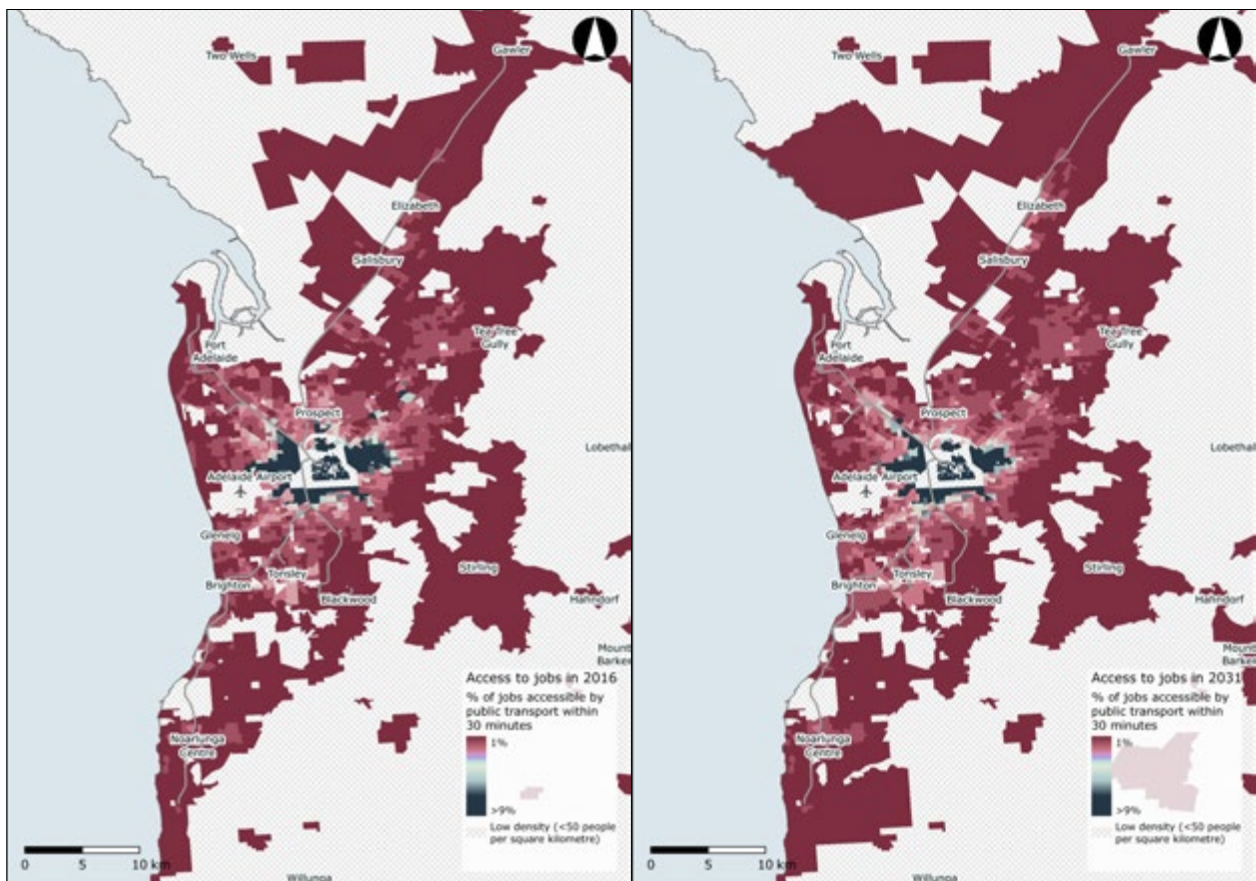 Two Wells
Gawler
Elizabeth
Salisbury
Tea Tree
Gully
Port
Adelaide
Prospect
Lobethal
Adelaide Airport
Glenelg
Tonsley
Brighton
Blackwood
Stirling
Hahndorf
Mount
Barker
Noarlunga
Centre
Willunga
Access to jobs in 2016
% of jobs accessible by
public transport within
30 minutes
1%
>9%
Low density (<50 people
per square kilometre)
0 5 10 km
Two Wells
Gawler
Elizabeth
Salisbury
Tea Tree
Gully
Port
Adelaide
Prospect
Lobethal
Adelaide Airport
Glenelg
Tonsley
Brighton
Blackwood
Stirling
Hahndorf
Mount
Barker
Noarlunga
Centre
Willunga
Access to jobs in 2031
% of jobs accessible by
public transport within
30 minutes
1%
>9%
Low density (<50 people
per square kilometre)
0 5 10 km